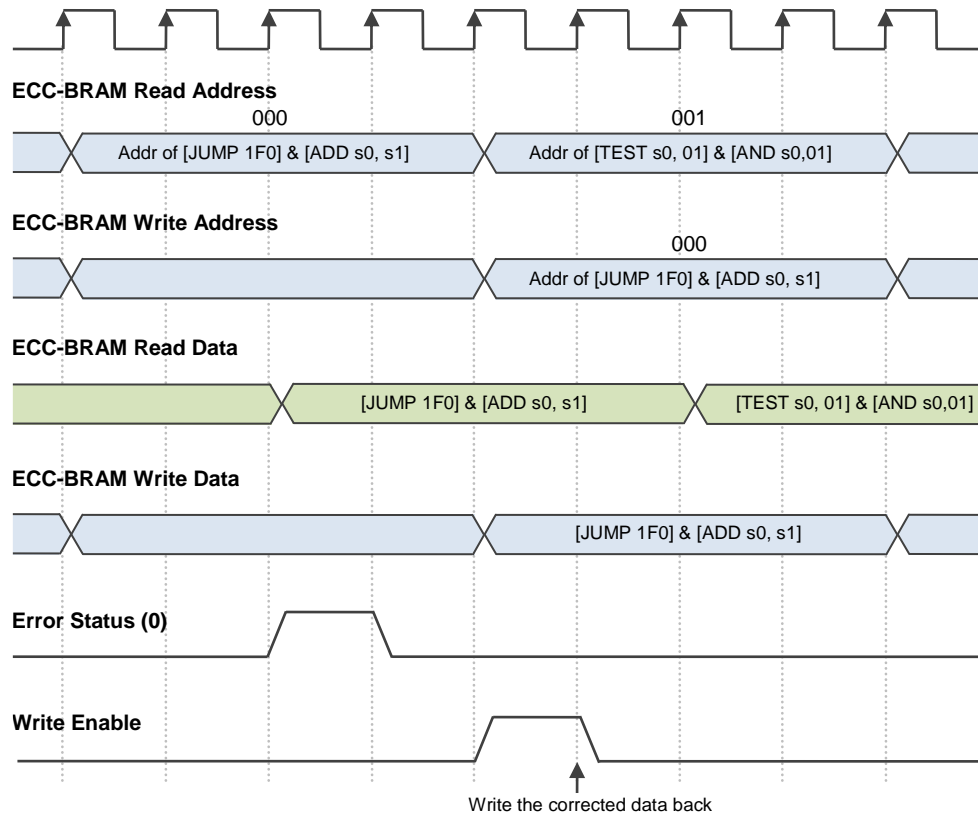 ECC-BRAM Read Address
000 001
Addr of [JUMP 1F0] & [ADD s0, s1] Addr of [TEST s0, 01] & [AND s0,01]
ECC-BRAM Write Address
000
Addr of [JUMP 1F0] & [ADD s0, s1]
ECC-BRAM Read Data
[JUMP 1F0] & [ADD s0, s1] [TEST s0, 01] & [AND s0,01]
ECC-BRAM Write Data
[JUMP 1F0] & [ADD s0, s1]
Error Status (0)
Write Enable
Write the corrected data back